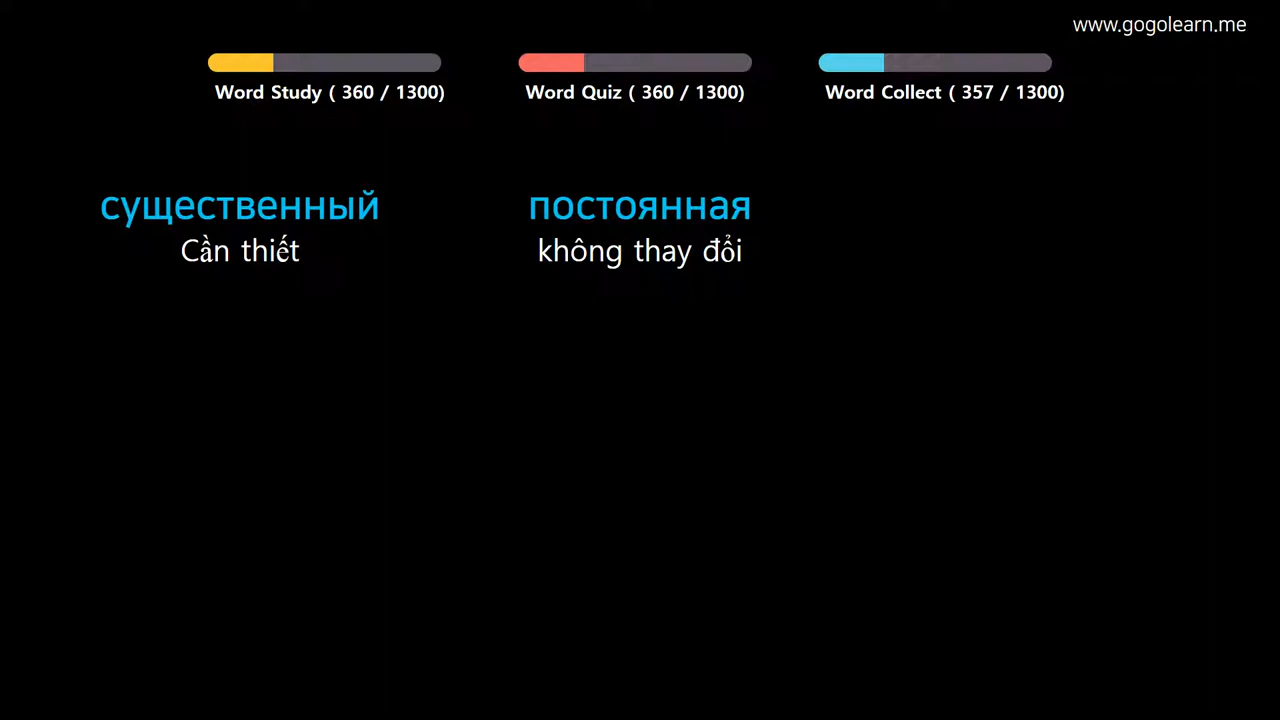 www.gogolearn.me
Word Study ( 360 / 1300)
Word Quiz ( 360 / 1300)
Word Collect ( 357 / 1300)
существенный
Cần thiết
постоянная
không thay đổi